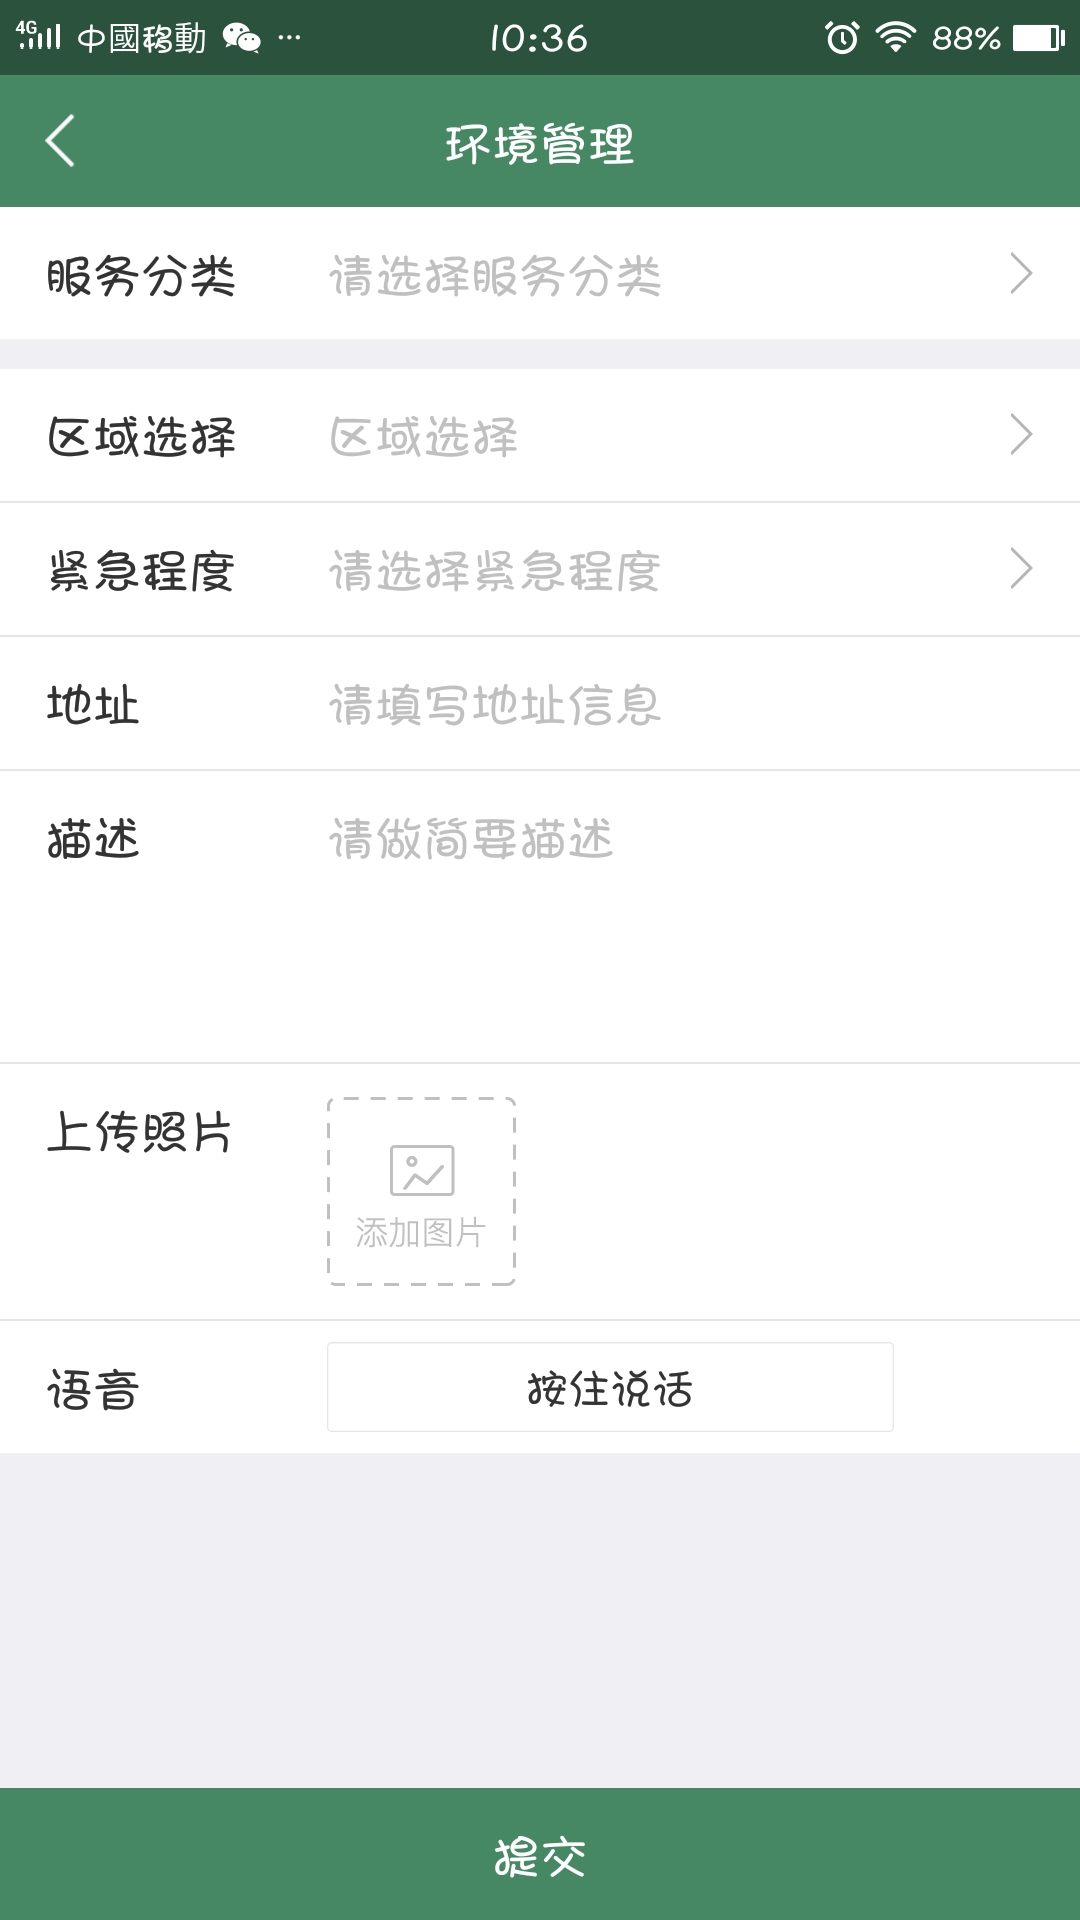 4G 中國移動 ··· 10:36 88%
环境管理
服务分类 请选择服务分类
区域选择 区域选择
紧急程度 请选择紧急程度
地址 请填写地址信息
描述 请做简要描述
上传照片
添加图片
语音 按住说话
提交